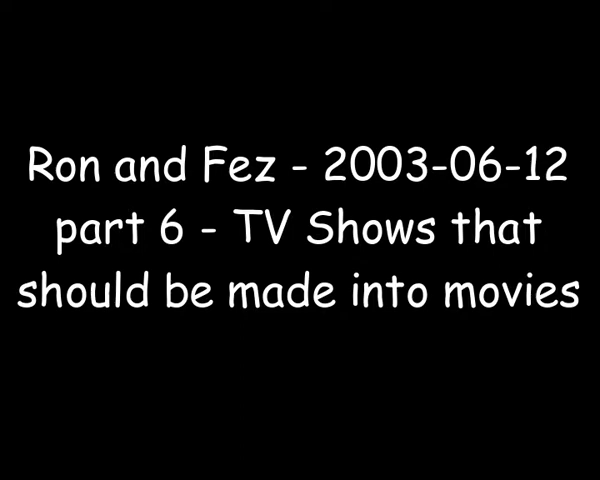 Ron and Fez - 2003-06-12
part 6 - TV Shows that
should be made into movies